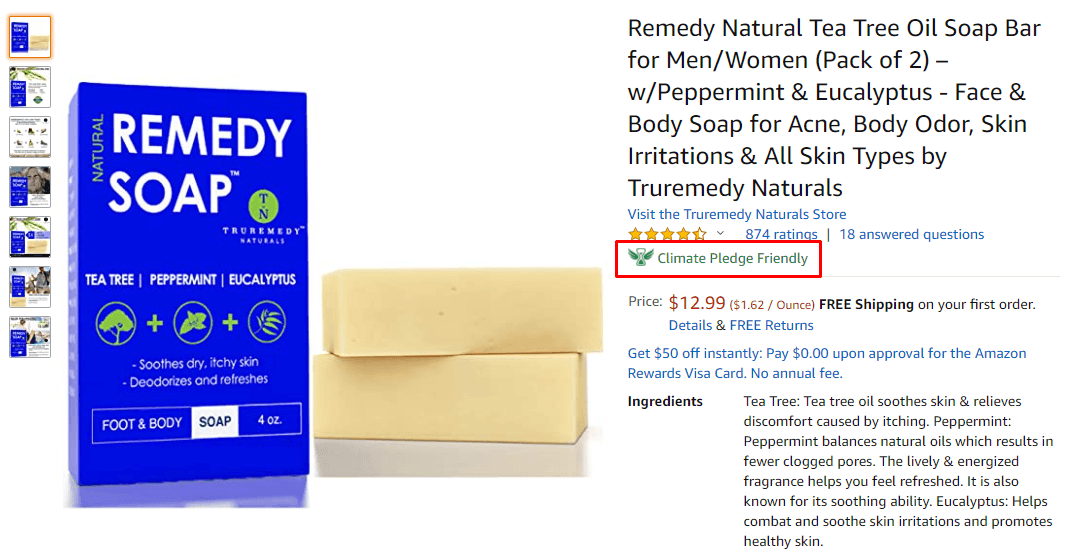 NATURAL
REMEDY
SOAP™
TN
TRUREMEDY™
NATURALS
TEA TREE | PEPPERMINT | EUCALYPTUS
+ +
- Soothes dry, itchy skin
- Deodorizes and refreshes
FOOT & BODY SOAP 4 oz.
Remedy Natural Tea Tree Oil Soap Bar
for Men/Women (Pack of 2) –
w/Peppermint & Eucalyptus - Face &
Body Soap for Acne, Body Odor, Skin
Irritations & All Skin Types by
Truremedy Naturals
Visit the Truremedy Naturals Store
874 ratings | 18 answered questions
Climate Pledge Friendly
Price: $12.99 ($1.62 / Ounce) FREE Shipping on your first order.
Details & FREE Returns
Get $50 off instantly: Pay $0.00 upon approval for the Amazon
Rewards Visa Card. No annual fee.
Ingredients Tea Tree: Tea tree oil soothes skin & relieves
discomfort caused by itching. Peppermint:
Peppermint balances natural oils which results in
fewer clogged pores. The lively & energized
fragrance helps you feel refreshed. It is also
known for its soothing ability. Eucalyptus: Helps
combat and soothe skin irritations and promotes
healthy skin.